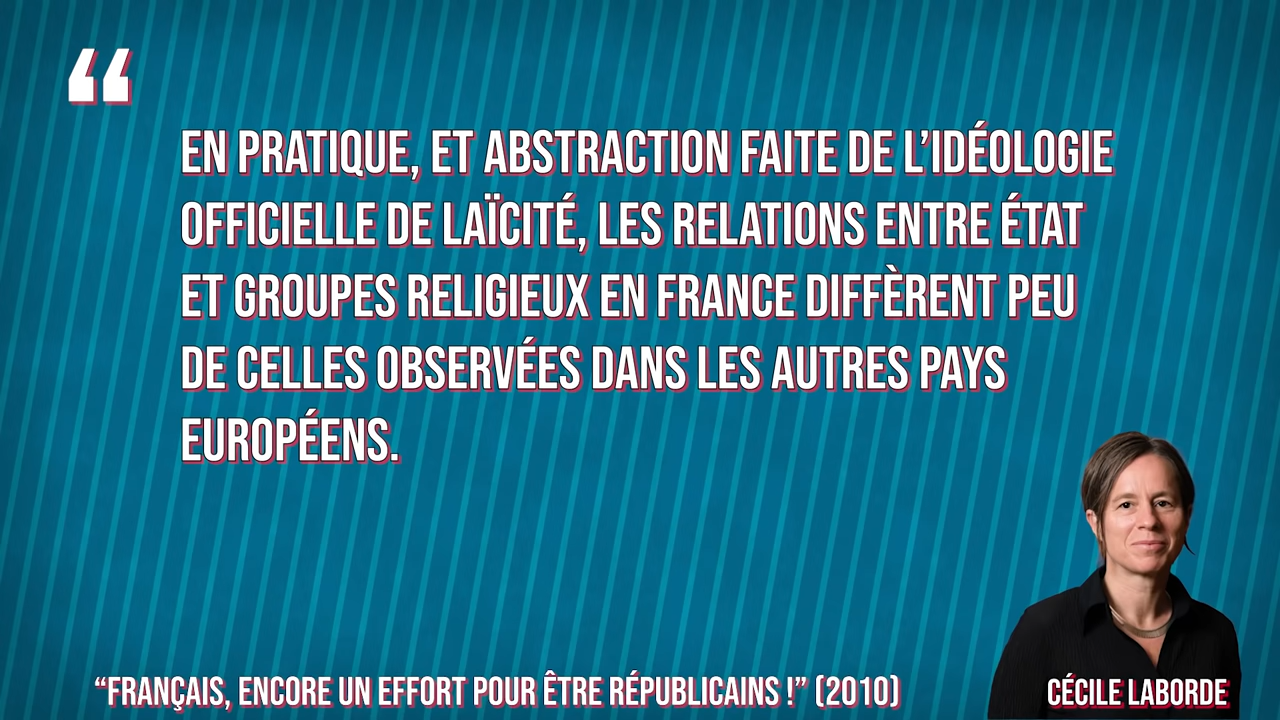 “
EN PRATIQUE, ET ABSTRACTION FAITE DE L’IDÉOLOGIE
OFFICIELLE DE LAÏCITÉ, LES RELATIONS ENTRE ÉTAT
ET GROUPES RELIGIEUX EN FRANCE DIFFÈRENT PEU
DE CELLES OBSERVÉES DANS LES AUTRES PAYS
EUROPÉENS.
“FRANÇAIS, ENCORE UN EFFORT POUR ÊTRE RÉPUBLICAINS !” (2010)
CÉCILE LABORDE